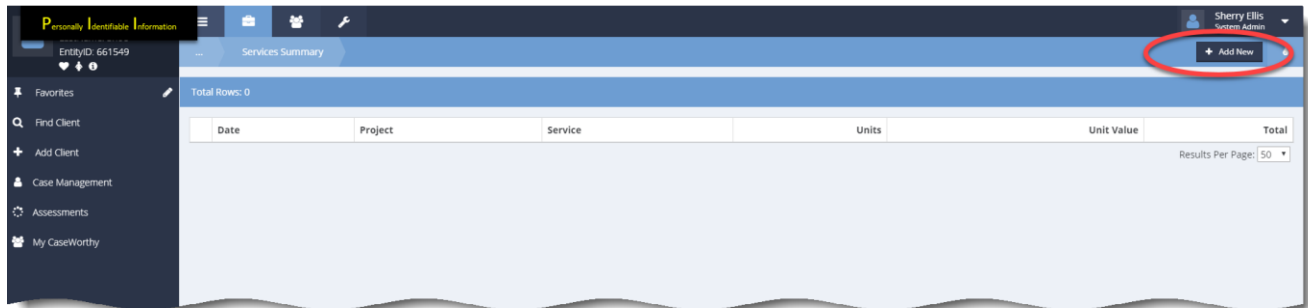 Personally Identifiable Information
EntityID: 661549
Sherry Ellis
System Admin
... Services Summary
+ Add New
Favorites
Find Client
Add Client
Case Management
Assessments
My CaseWorthy
Total Rows: 0
Date Project Service Units Unit Value Total
Results Per Page: 50